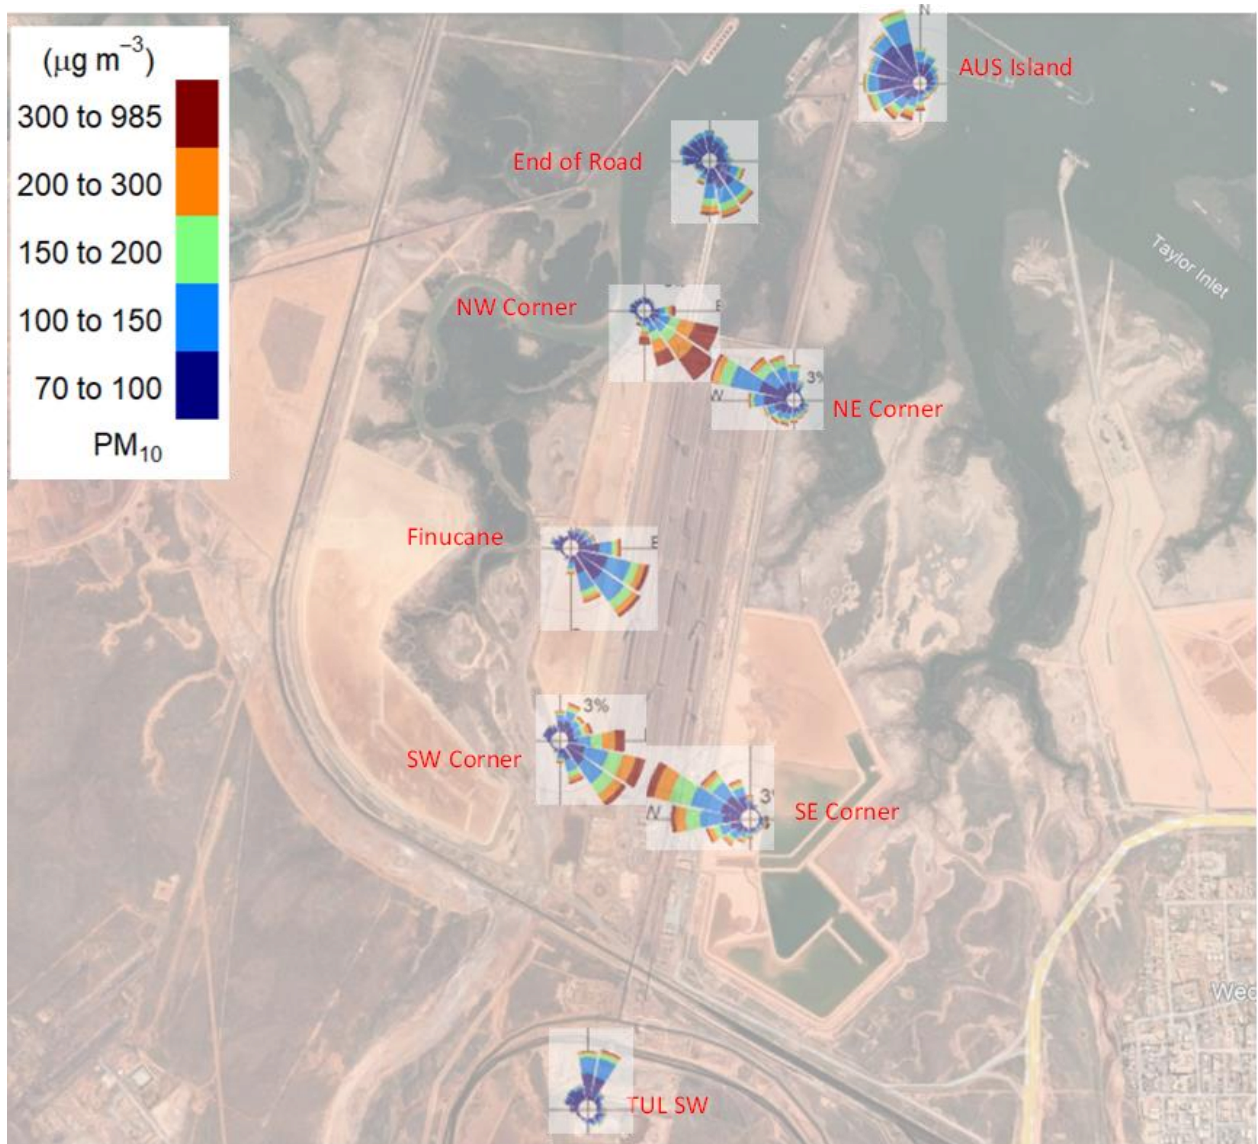 (μg m⁻³)
300 to 985
200 to 300
150 to 200
100 to 150
70 to 100
PM₁₀
N
AUS Island
End of Road
Taylor Inlet
NW Corner
E
3%
W
NE Corner
Finucane
E
3%
SW Corner
SE Corner
TUL SW